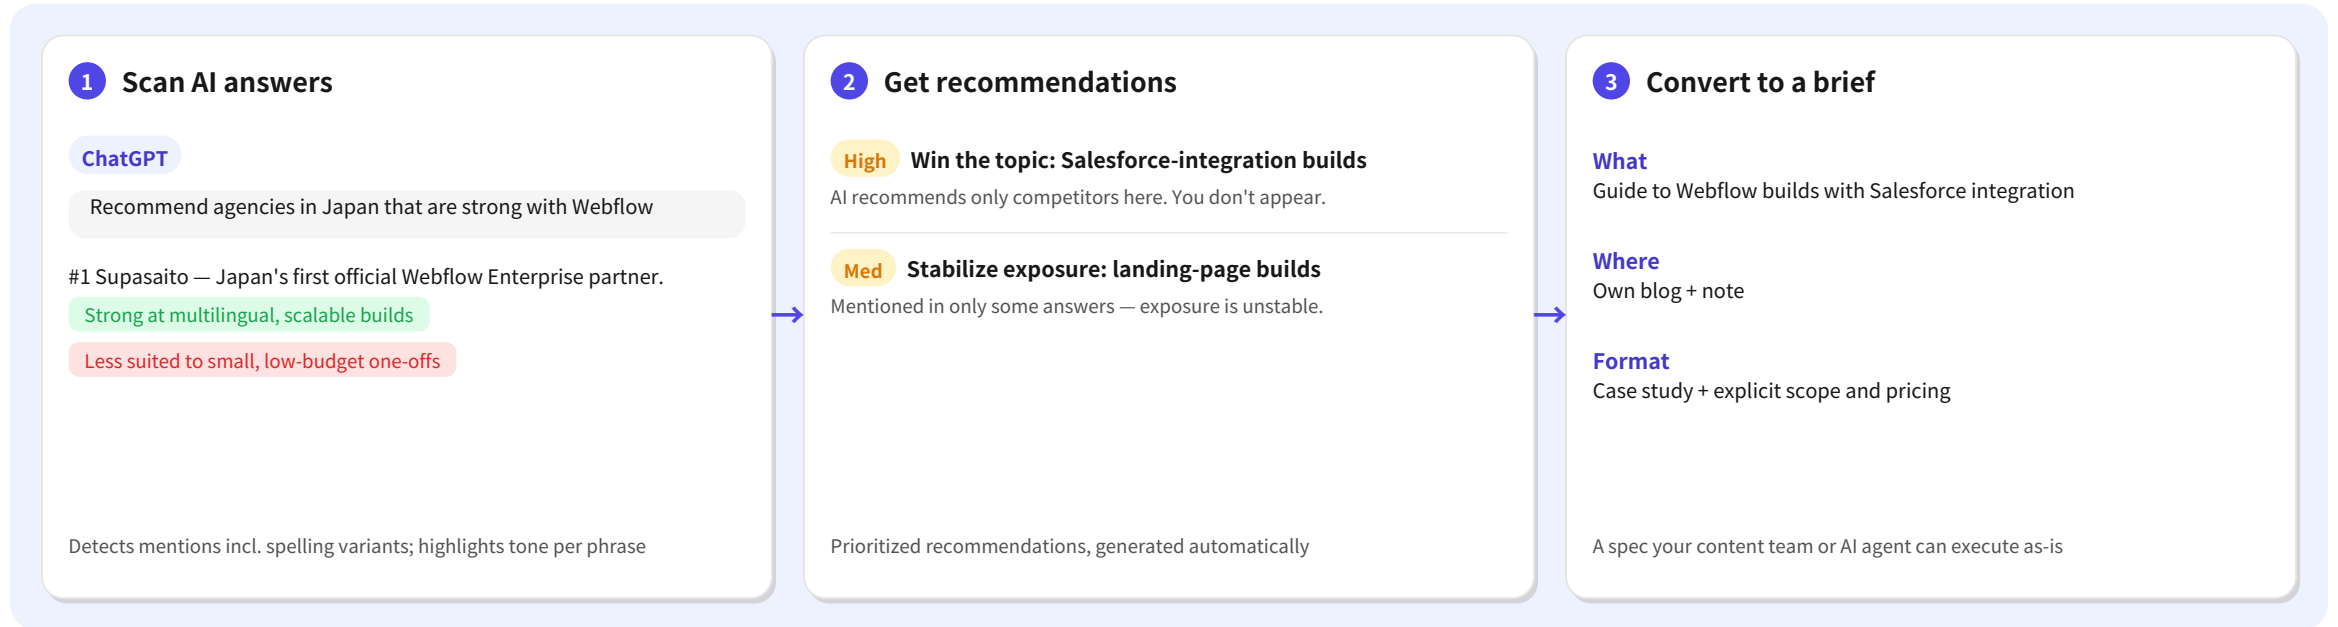 1 Scan AI answers
ChatGPT
Recommend agencies in Japan that are strong with Webflow
#1 Supasaito — Japan's first official Webflow Enterprise partner.
Strong at multilingual, scalable builds
Less suited to small, low-budget one-offs
Detects mentions incl. spelling variants; highlights tone per phrase
→
2 Get recommendations
High Win the topic: Salesforce-integration builds
AI recommends only competitors here. You don't appear.
Med Stabilize exposure: landing-page builds
Mentioned in only some answers — exposure is unstable.
Prioritized recommendations, generated automatically
→
3 Convert to a brief
What
Guide to Webflow builds with Salesforce integration
Where
Own blog + note
Format
Case study + explicit scope and pricing
A spec your content team or AI agent can execute as-is